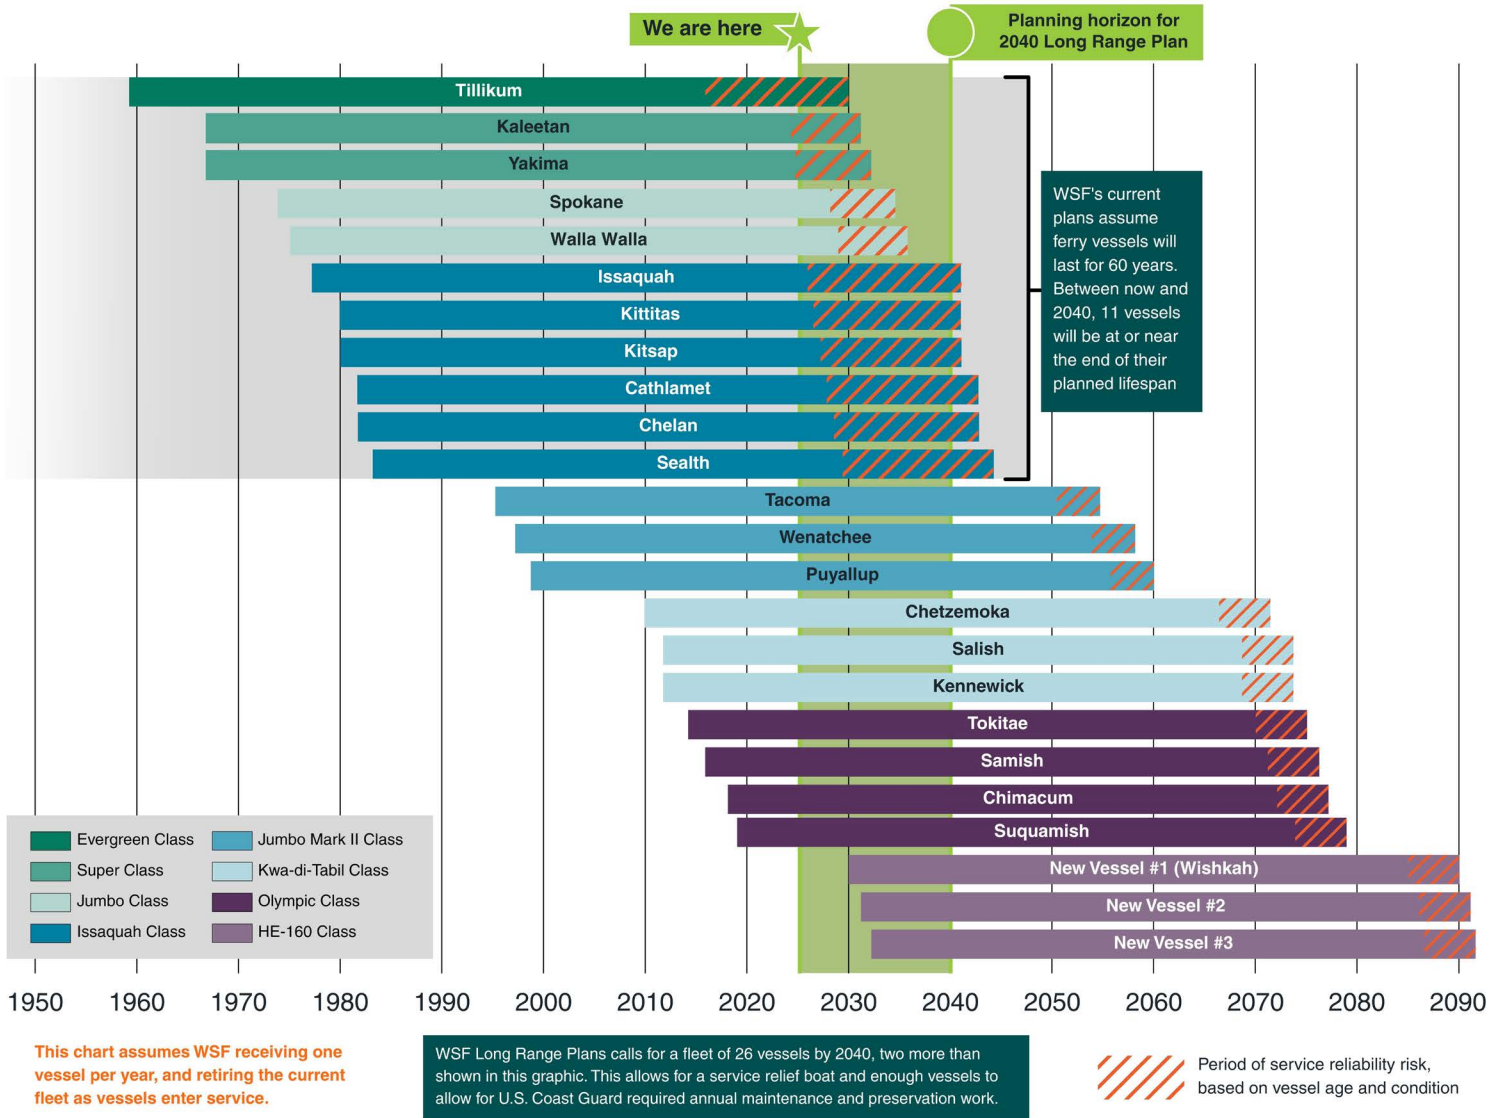 We are here
Planning horizon for
2040 Long Range Plan
Tillikum
Kaleetan
Yakima
Spokane
Walla Walla
Issaquah
Kittitas
Kitsap
Cathlamet
Chelan
Sealth
WSF's current
plans assume
ferry vessels will
last for 60 years.
Between now and
2040, 11 vessels
will be at or near
the end of their
planned lifespan
Tacoma
Wenatchee
Puyallup
Chetzemoka
Salish
Kennewick
Tokitae
Samish
Chimacum
Suquamish
New Vessel #1 (Wishkah)
New Vessel #2
New Vessel #3
Evergreen Class
Super Class
Jumbo Class
Issaquah Class
Jumbo Mark II Class
Kwa-di-Tabil Class
Olympic Class
HE-160 Class
1950 1960 1970 1980 1990 2000 2010 2020 2030 2040 2050 2060 2070 2080 2090
This chart assumes WSF receiving one
vessel per year, and retiring the current
fleet as vessels enter service.
WSF Long Range Plans calls for a fleet of 26 vessels by 2040, two more than
shown in this graphic. This allows for a service relief boat and enough vessels to
allow for U.S. Coast Guard required annual maintenance and preservation work.
Period of service reliability risk,
based on vessel age and condition